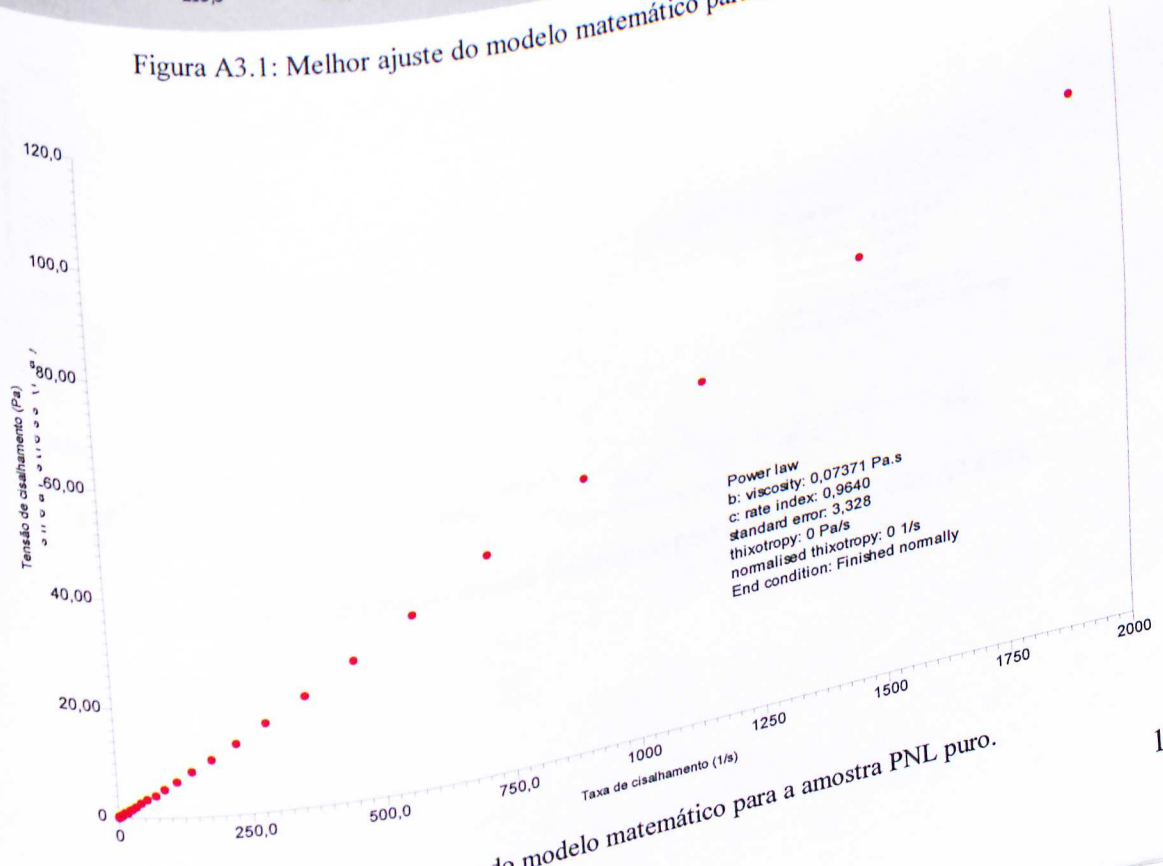 Figura A3.1: Melhor ajuste do modelo matemático
120,0
100,0
80,00
60,00
40,00
20,00
0
Tensão de cisalhamento (Pa)
Power law
b: viscosity: 0,07371 Pa.s
c: rate index: 0,9640
standard error: 3,328
thixotropy: 0 Pa/s
normalised thixotropy: 0 1/s
End condition: Finished normally
0
250,0
500,0
750,0
1000
1250
1500
1750
2000
Taxa de cisalhamento (1/s)
do modelo matemático para a amostra PNL puro.